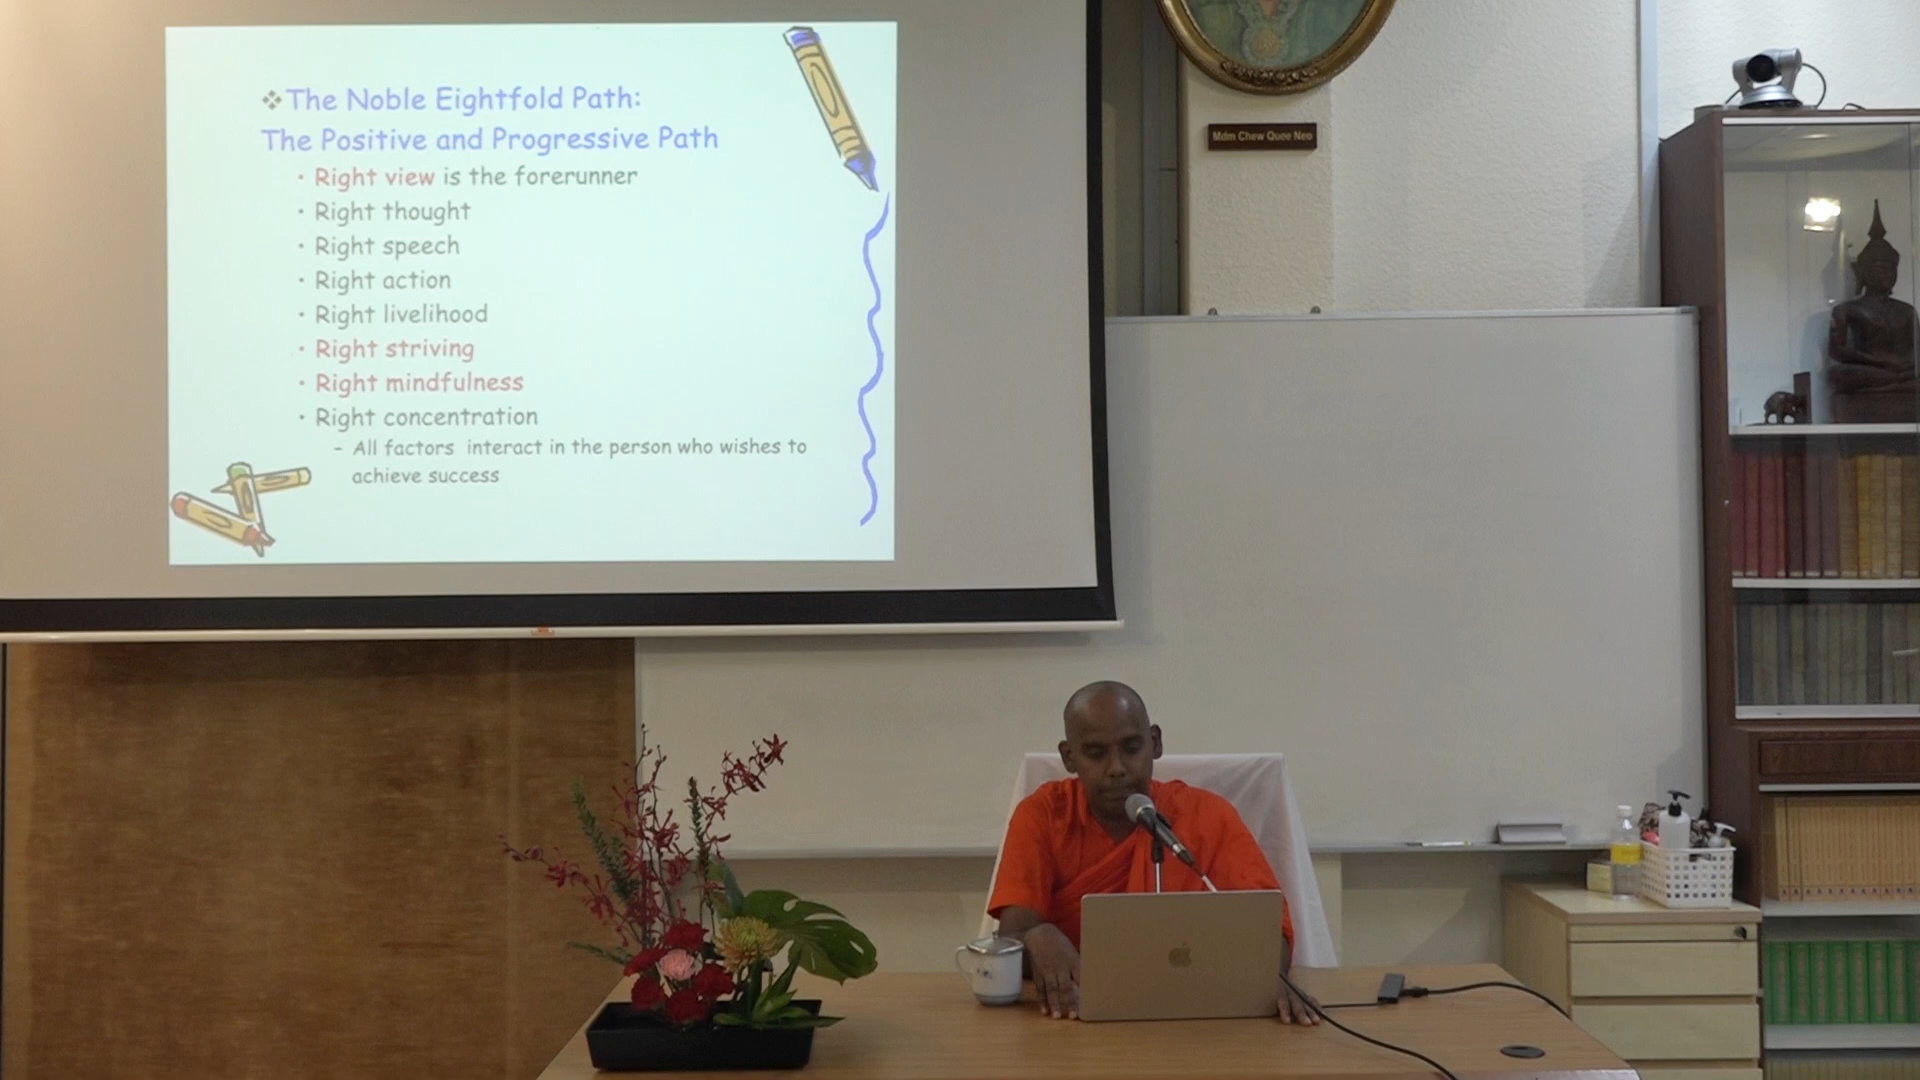 ❖The Noble Eightfold Path:
The Positive and Progressive Path
• Right view is the forerunner
• Right thought
• Right speech
• Right action
• Right livelihood
• Right striving
• Right mindfulness
• Right concentration
– All factors interact in the person who wishes to
achieve success
Mdm Chew Quee Neo